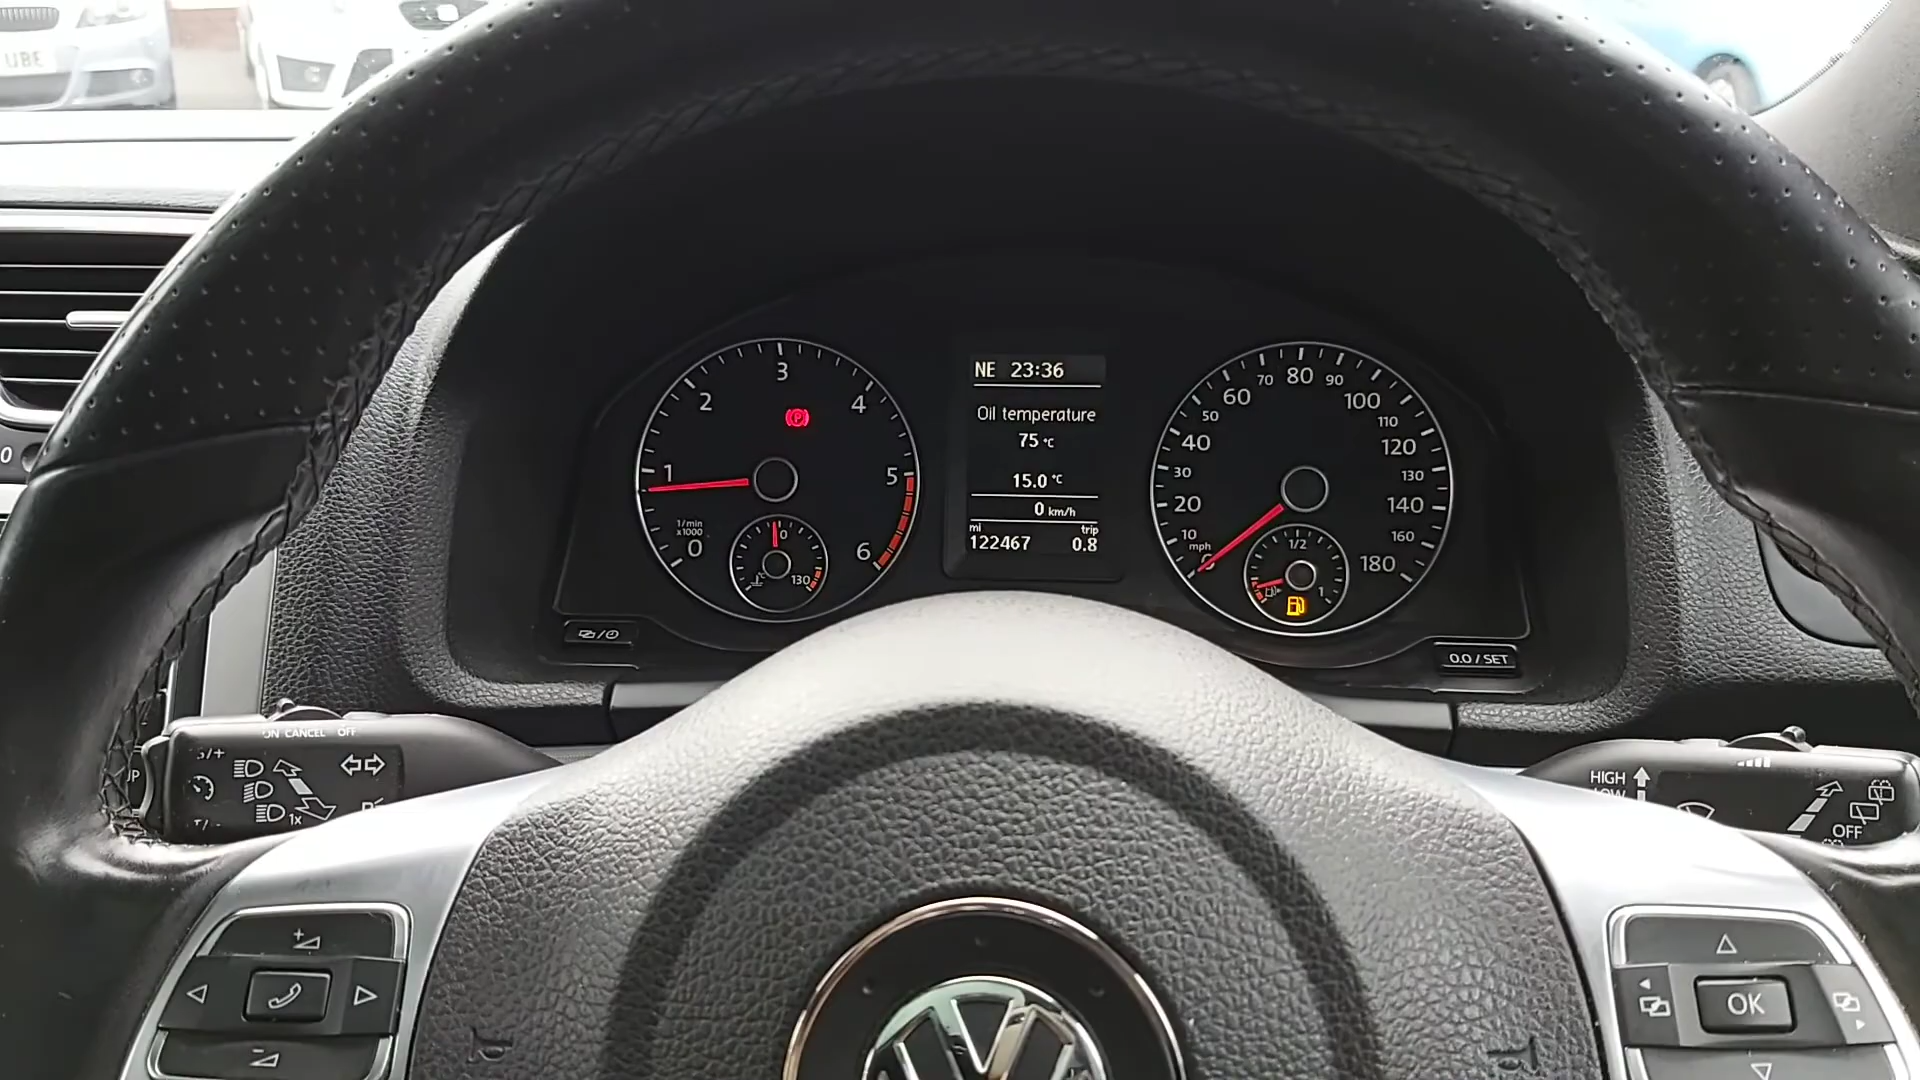 UBE
0
3
2
4
1
5
1/min
x1000
0
6
0
130
°C
NE 23:36
Oil temperature
75 °C
15.0 °C
0 km/h
mi trip
122467 0.8
80
70 90
60 100
50 110
40 120
30 130
20 140
10 160
mph
0 180
1/2
1
0.0 / SET
ON CANCEL OFF
1x
HIGH
LOW
OFF
OK